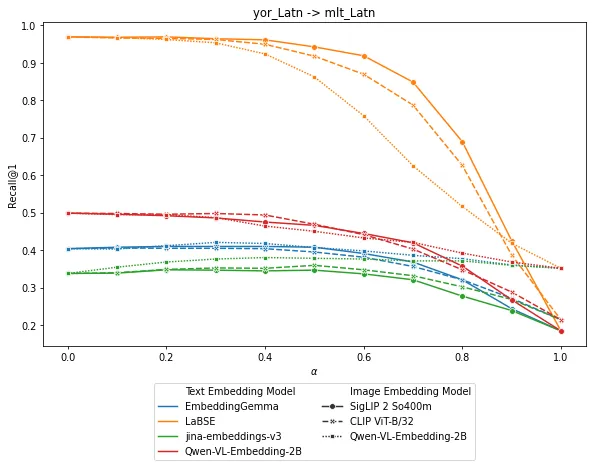 yor_Latn -> mlt_Latn
1.0
0.9
0.8
0.7
0.6
0.5
0.4
0.3
0.2
Recall@1
0.0 0.2 0.4 0.6 0.8 1.0
α
Text Embedding Model Image Embedding Model
EmbeddingGemma SigLIP 2 So400m
LaBSE CLIP ViT-B/32
jina-embeddings-v3 Qwen-VL-Embedding-2B
Qwen-VL-Embedding-2B